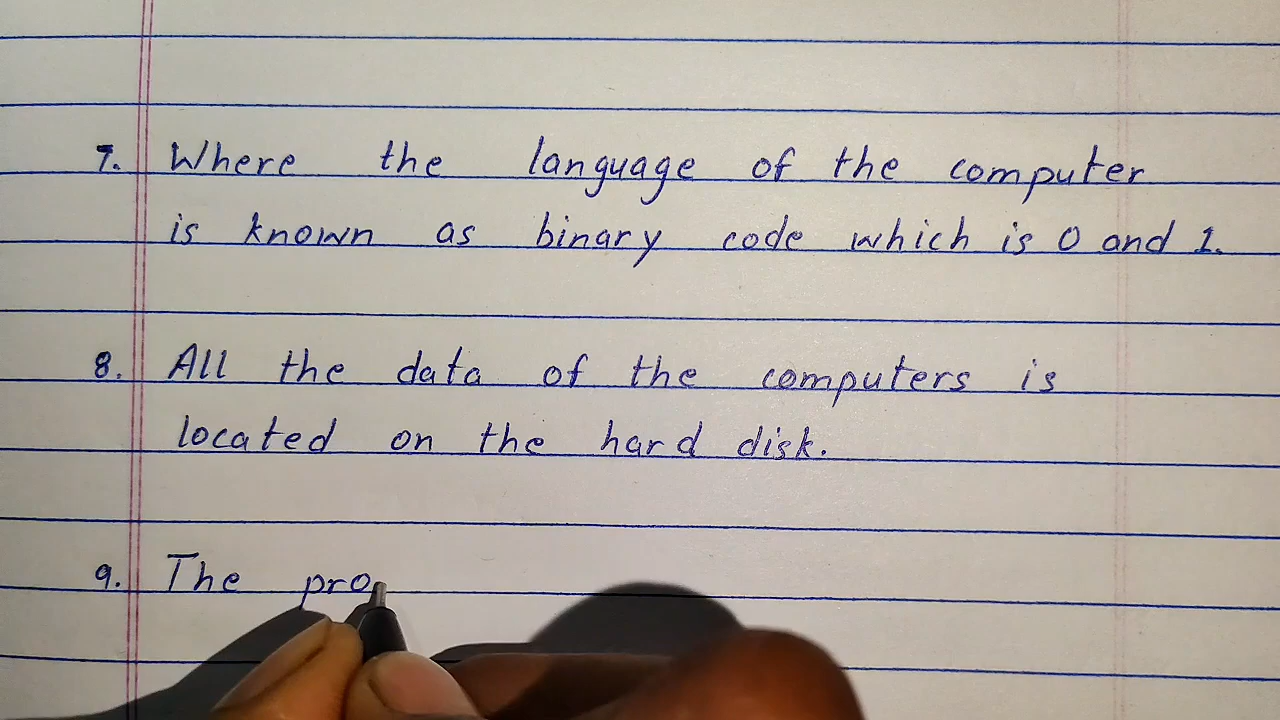 7. Where the language of the computer
is known as binary code which is 0 and 1.
8. All the data of the computers is
located on the hard disk.
9. The pro